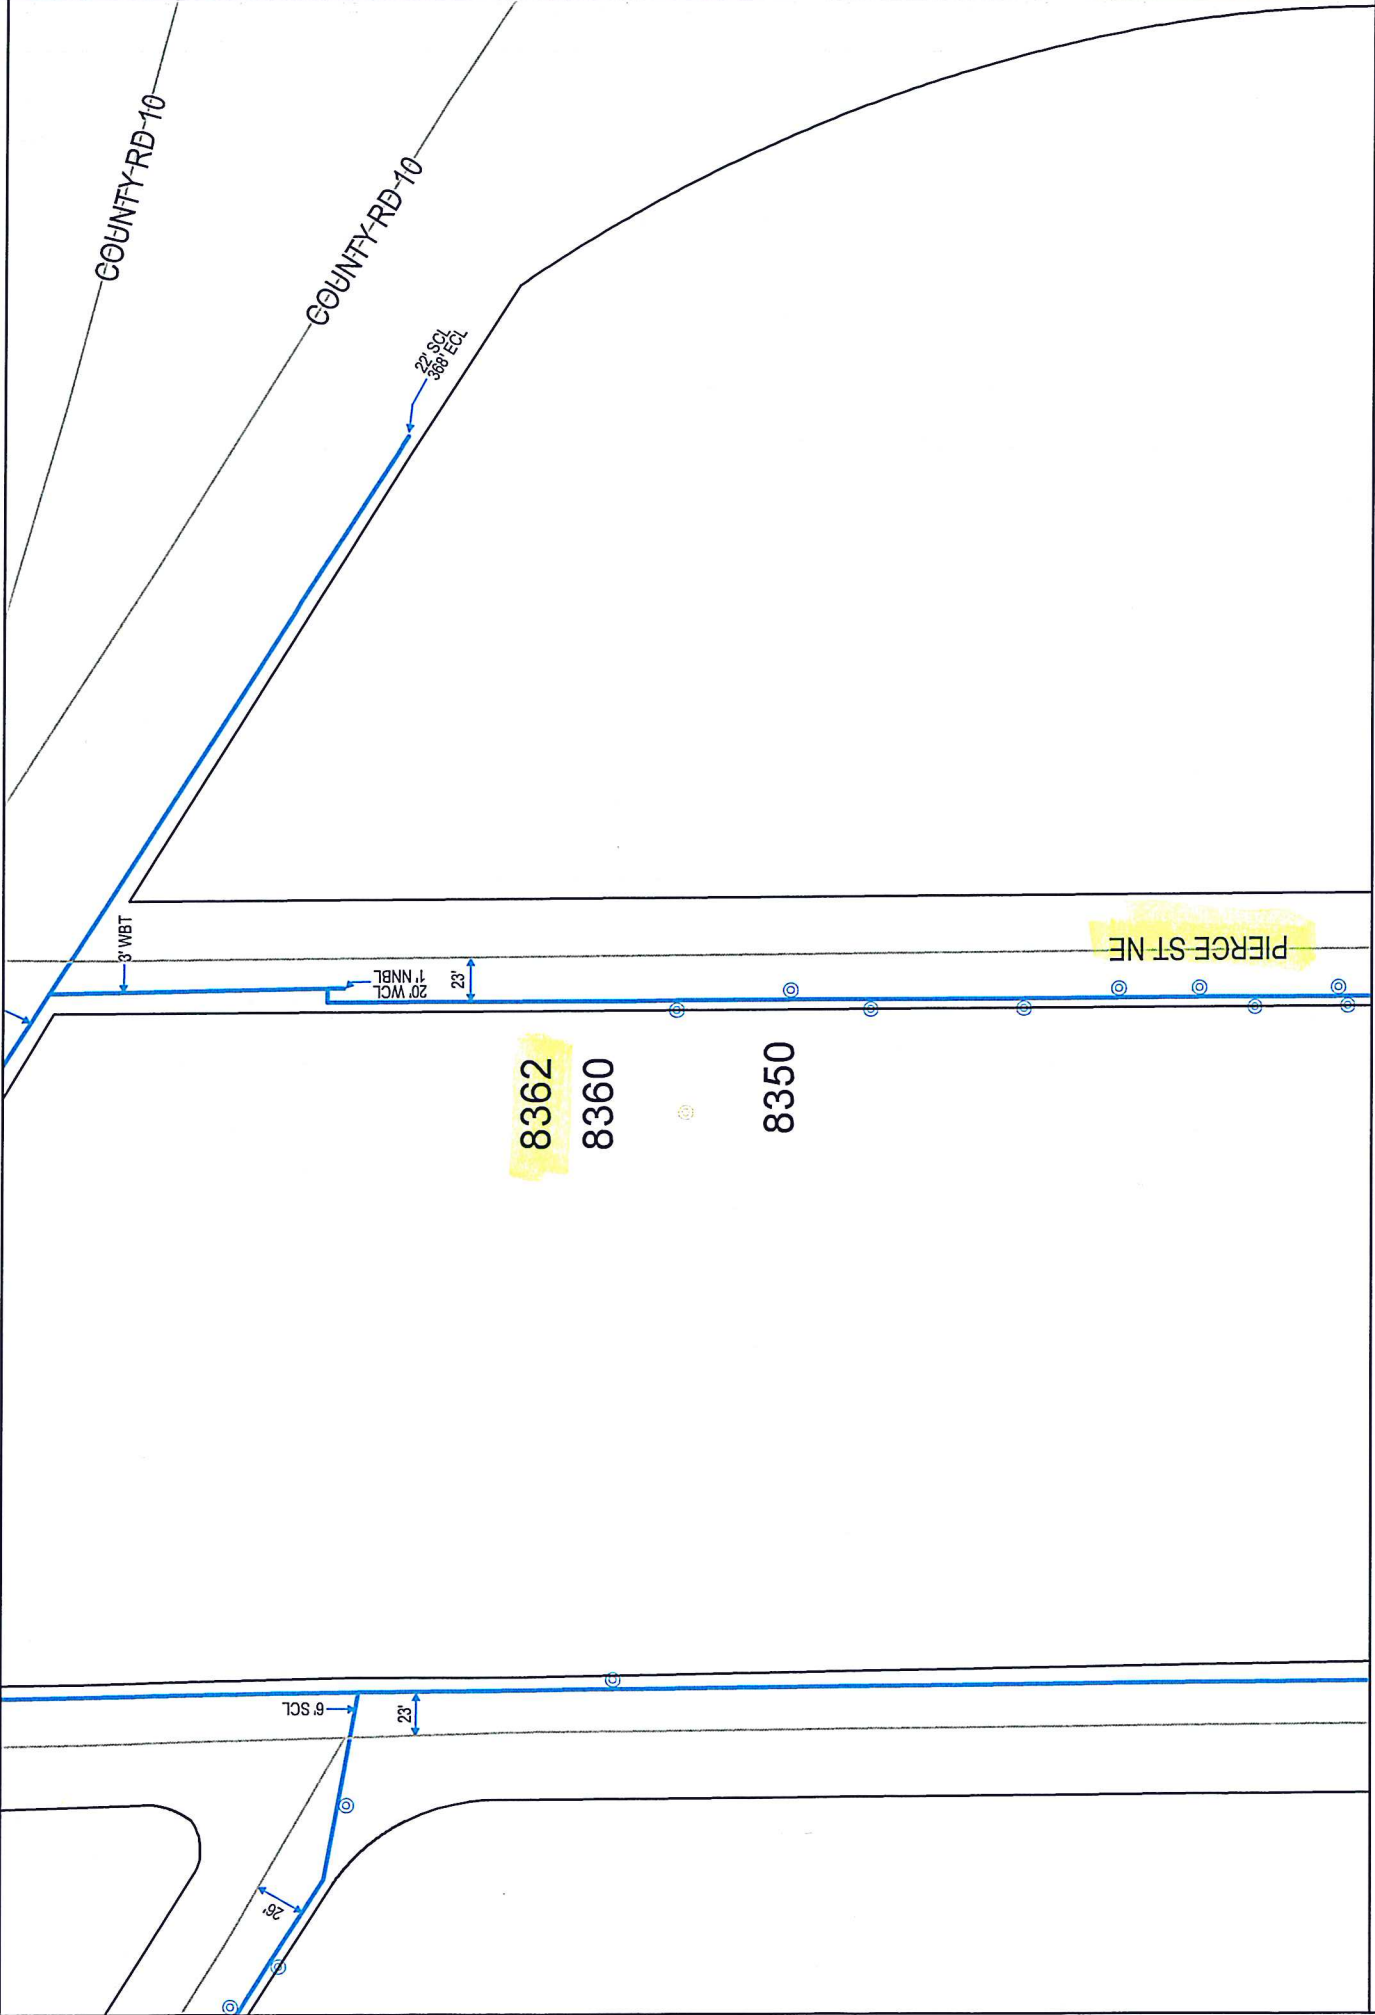 COUNTY-RD-10
COUNTY-RD-10
22' SCL
368' ECL
3' WBT
20' WCL
1' NNBL
23'
PIERCE ST NE
8362
8360
8350
6' SCL
23'
26'